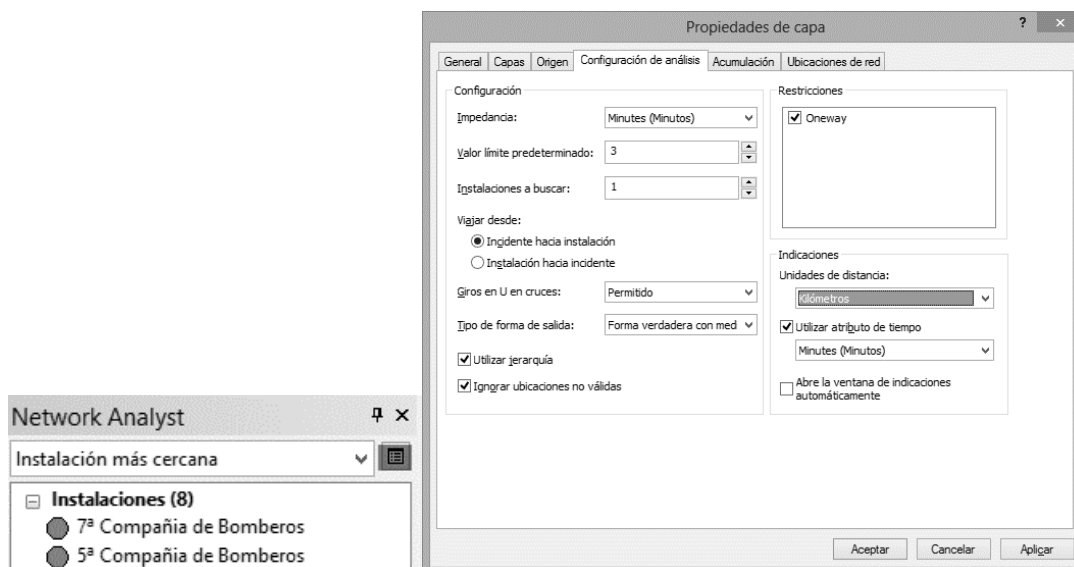 Propiedades de capa
General Capas Origen Configuración de análisis Acumulación Ubicaciones de red
Configuración
Impedancia: Minutes (Minutos)
Valor límite predeterminado: 3
Instalaciones a buscar: 1
Viajar desde:
Incidente hacia instalación
Instalación hacia incidente
Giros en U en cruces: Permitido
Tipo de forma de salida: Forma verdadera con med
Utilizar jerarquía
Ignorar ubicaciones no válidas
Restricciones
Oneway
Indicaciones
Unidades de distancia:
Kilómetros
Utilizar atributo de tiempo
Minutes (Minutos)
Abre la ventana de indicaciones
automáticamente
Aceptar Cancelar Aplicar
Network Analyst
Instalación más cercana
Instalaciones (8)
7ª Compañia de Bomberos
5ª Compañia de Bomberos